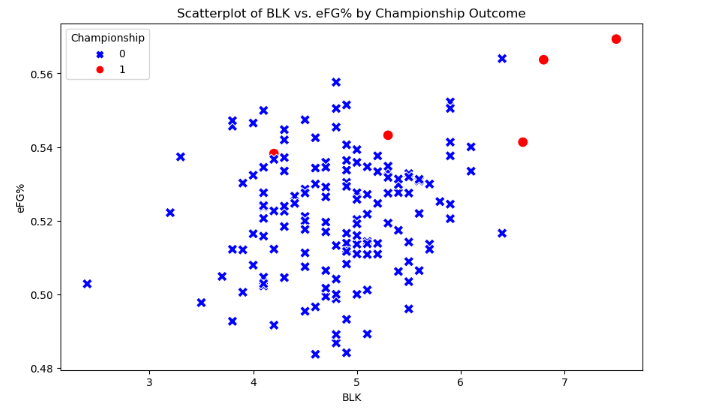 Scatterplot of BLK vs. eFG% by Championship Outcome
Championship
0
1
0.56
0.54
0.52
0.50
0.48
eFG%
3 4 5 6 7
BLK